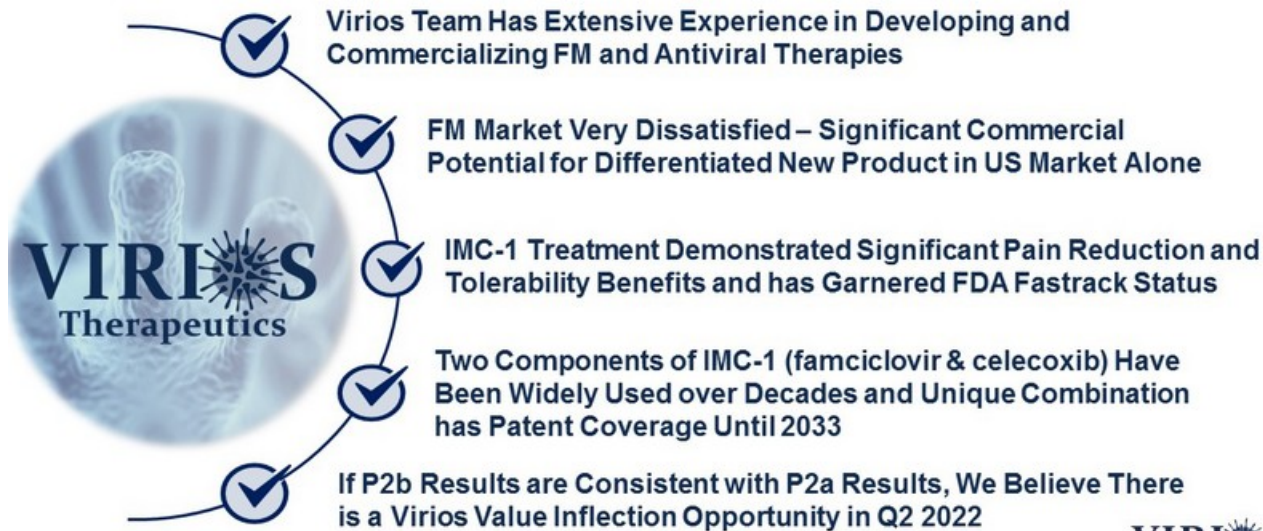 Virios Team Has Extensive Experience in Developing and
Commercializing FM and Antiviral Therapies
FM Market Very Dissatisfied – Significant Commercial
Potential for Differentiated New Product in US Market Alone
VIRIOS
Therapeutics
IMC-1 Treatment Demonstrated Significant Pain Reduction and
Tolerability Benefits and has Garnered FDA Fastrack Status
Two Components of IMC-1 (famciclovir & celecoxib) Have
Been Widely Used over Decades and Unique Combination
has Patent Coverage Until 2033
If P2b Results are Consistent with P2a Results, We Believe There
is a Virios Value Inflection Opportunity in Q2 2022